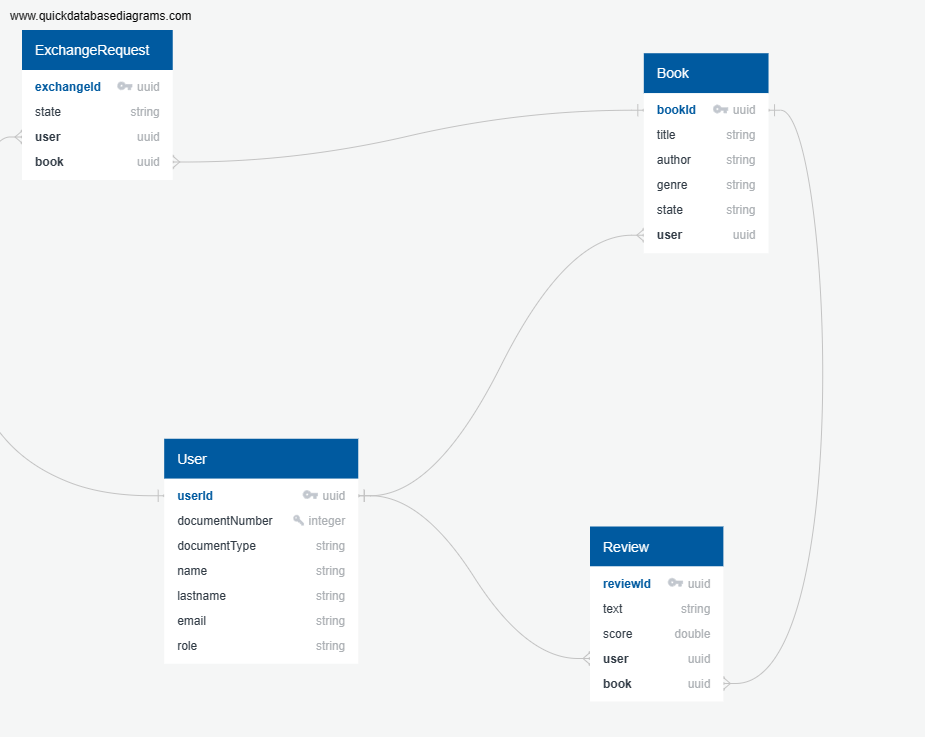 www.quickdatabasediagrams.com
ExchangeRequest
exchangeId uuid
state string
user uuid
book uuid
Book
bookId uuid
title string
author string
genre string
state string
user uuid
User
userId uuid
documentNumber integer
documentType string
name string
lastname string
email string
role string
Review
reviewId uuid
text string
score double
user uuid
book uuid